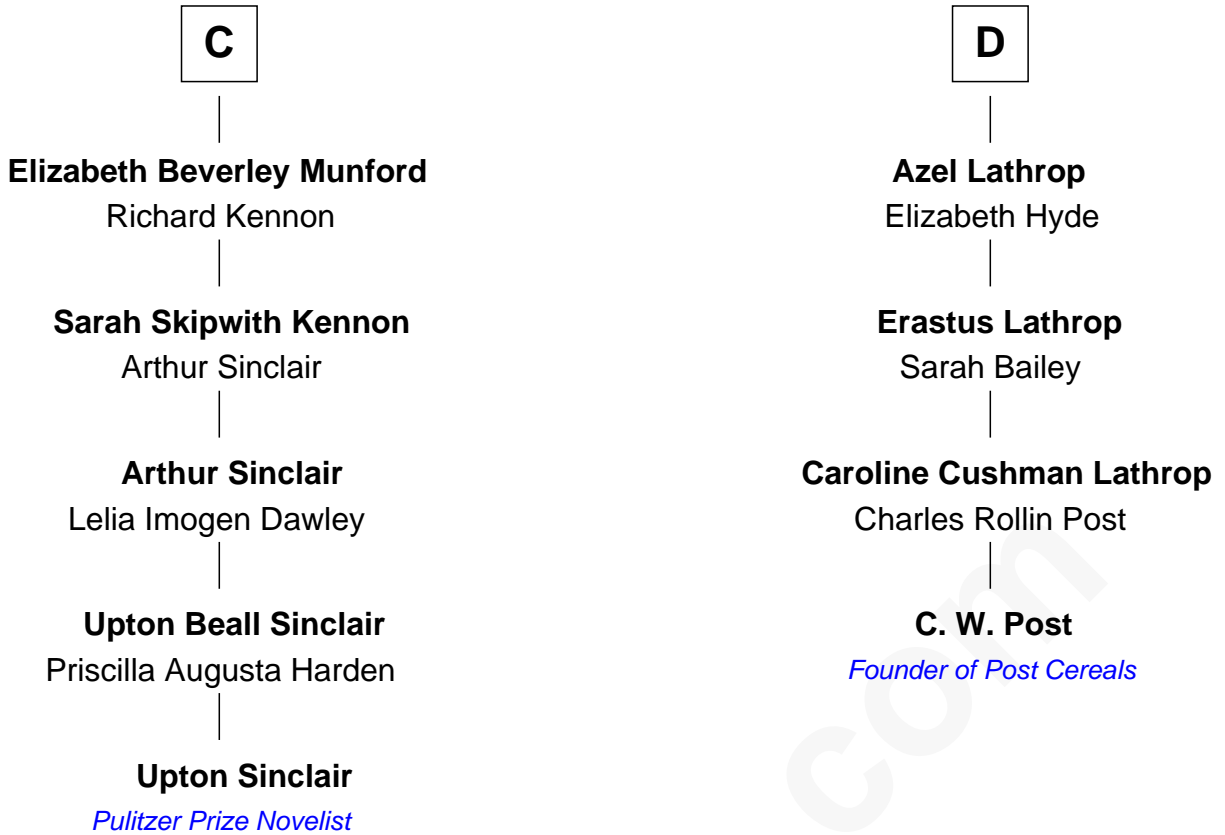 C
Elizabeth Beverley Munford
Richard Kennon
Sarah Skipwith Kennon
Arthur Sinclair
Arthur Sinclair
Lelia Imogen Dawley
Upton Beall Sinclair
Priscilla Augusta Harden
Upton Sinclair
Pulitzer Prize Novelist
D
Azel Lathrop
Elizabeth Hyde
Erastus Lathrop
Sarah Bailey
Caroline Cushman Lathrop
Charles Rollin Post
C. W. Post
Founder of Post Cereals
com